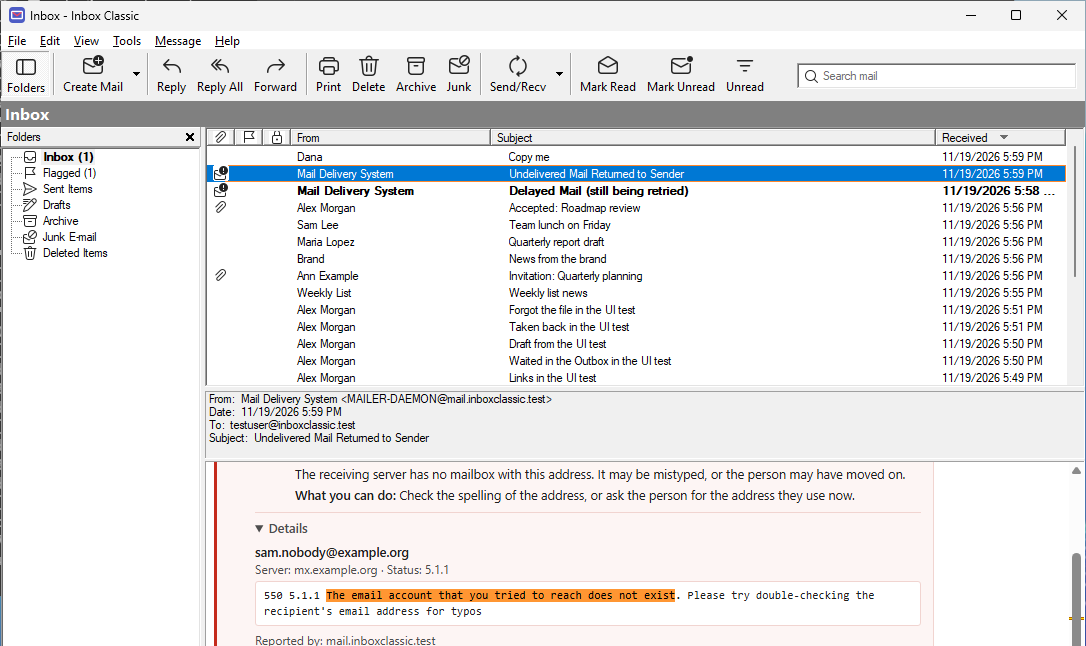 Inbox - Inbox Classic
File Edit View Tools Message Help
Folders Create Mail Reply Reply All Forward Print Delete Archive Junk Send/Recv Mark Read Mark Unread Unread Search mail
Inbox
Folders
Inbox (1)
Flagged (1)
Sent Items
Drafts
Archive
Junk E-mail
Deleted Items
From Subject Received
Dana Copy me 11/19/2026 5:59 PM
Mail Delivery System Undelivered Mail Returned to Sender 11/19/2026 5:59 PM
Mail Delivery System Delayed Mail (still being retried) 11/19/2026 5:58 ...
Alex Morgan Accepted: Roadmap review 11/19/2026 5:56 PM
Sam Lee Team lunch on Friday 11/19/2026 5:56 PM
Maria Lopez Quarterly report draft 11/19/2026 5:56 PM
Brand News from the brand 11/19/2026 5:56 PM
Ann Example Invitation: Quarterly planning 11/19/2026 5:56 PM
Weekly List Weekly list news 11/19/2026 5:55 PM
Alex Morgan Forgot the file in the UI test 11/19/2026 5:51 PM
Alex Morgan Taken back in the UI test 11/19/2026 5:51 PM
Alex Morgan Draft from the UI test 11/19/2026 5:50 PM
Alex Morgan Waited in the Outbox in the UI test 11/19/2026 5:50 PM
Alex Morgan Links in the UI test 11/19/2026 5:49 PM
From: Mail Delivery System <MAILER-DAEMON@mail.inboxclassic.test>
Date: 11/19/2026 5:59 PM
To: testuser@inboxclassic.test
Subject: Undelivered Mail Returned to Sender
The receiving server has no mailbox with this address. It may be mistyped, or the person may have moved on.
What you can do: Check the spelling of the address, or ask the person for the address they use now.
▼ Details
sam.nobody@example.org
Server: mx.example.org · Status: 5.1.1
550 5.1.1 The email account that you tried to reach does not exist. Please try double-checking the
recipient's email address for typos
Reported by: mail.inboxclassic.test